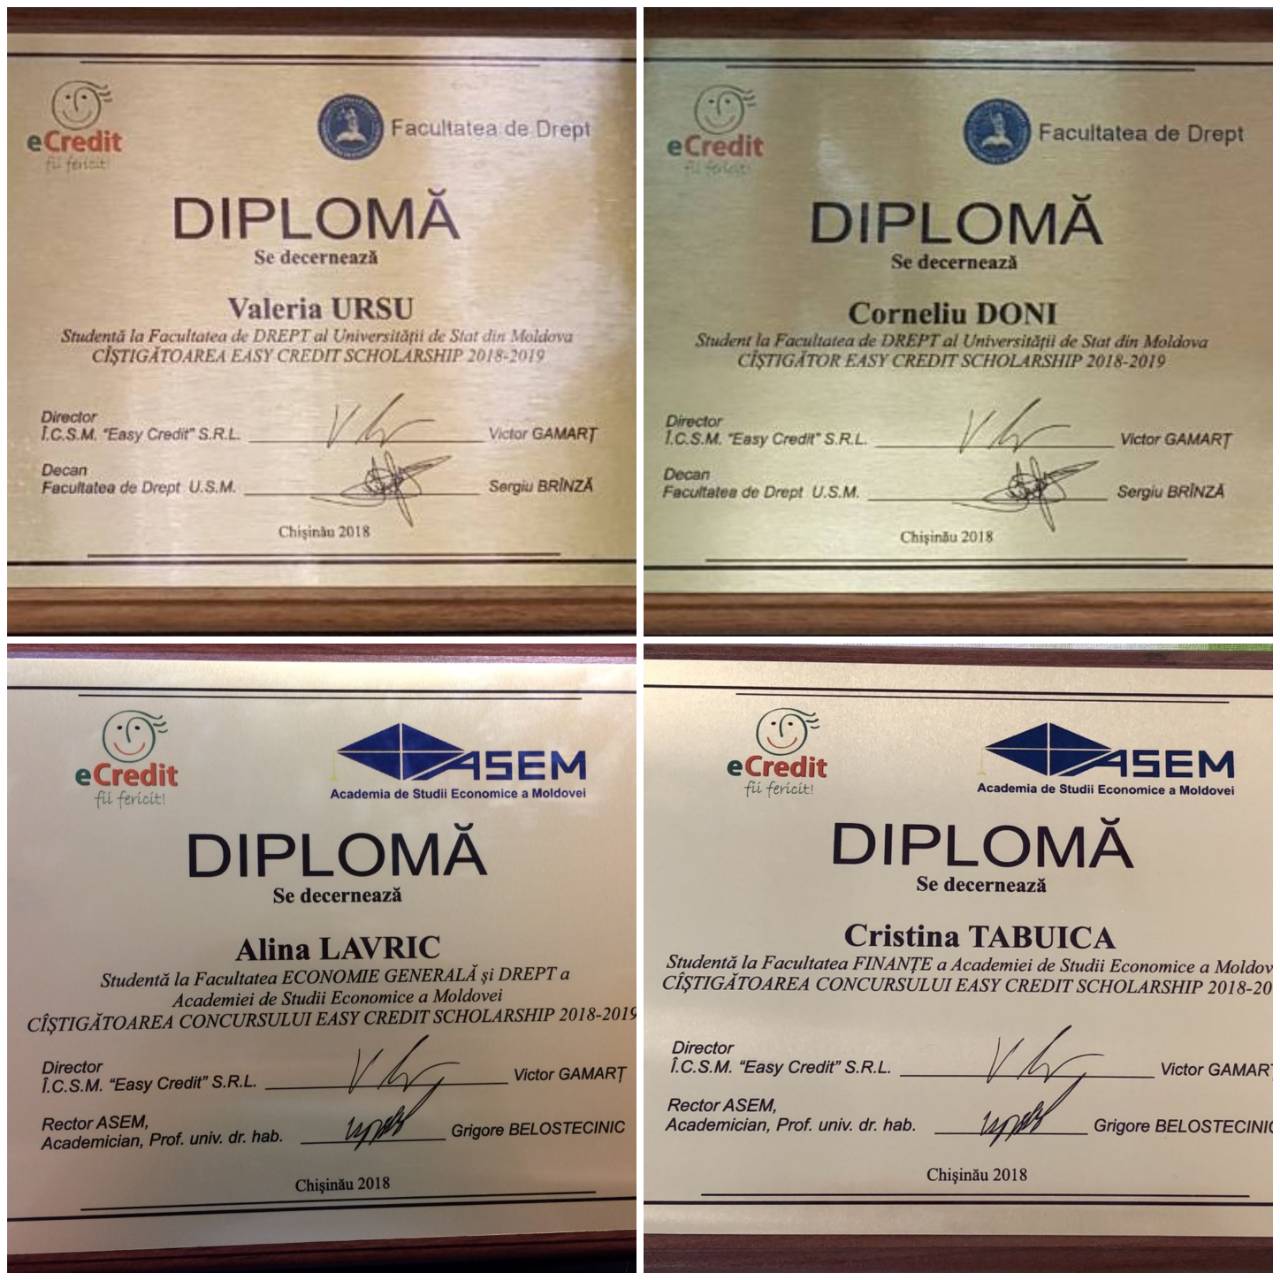 eCredit
fii fericit!
Facultatea de Drept
DIPLOMĂ
Se decernează
Valeria URSU
Studentă la Facultatea de DREPT al Universității de Stat din Moldova
CÎȘTIGĂTOAREA EASY CREDIT SCHOLARSHIP 2018-2019
Director
Î.C.S.M. “Easy Credit” S.R.L. Victor GAMARȚ
Decan
Facultatea de Drept U.S.M. Sergiu BRÎNZĂ
Chișinău 2018
eCredit
fii fericit!
Facultatea de Drept
DIPLOMĂ
Se decernează
Corneliu DONI
Student la Facultatea de DREPT al Universității de Stat din Moldova
CÎȘTIGĂTOR EASY CREDIT SCHOLARSHIP 2018-2019
Director
Î.C.S.M. “Easy Credit” S.R.L. Victor GAMARȚ
Decan
Facultatea de Drept U.S.M. Sergiu BRÎNZĂ
Chișinău 2018
eCredit
fii fericit!
ASEM
Academia de Studii Economice a Moldovei
DIPLOMĂ
Se decernează
Alina LAVRIC
Studentă la Facultatea ECONOMIE GENERALĂ și DREPT a
Academiei de Studii Economice a Moldovei
CÎȘTIGĂTOAREA CONCURSULUI EASY CREDIT SCHOLARSHIP 2018-2019
Director
Î.C.S.M. “Easy Credit” S.R.L. Victor GAMARȚ
Rector ASEM,
Academician, Prof. univ. dr. hab. Grigore BELOSTECINIC
Chișinău 2018
eCredit
fii fericit!
ASEM
Academia de Studii Economice a Moldovei
DIPLOMĂ
Se decernează
Cristina TABUICA
Studentă la Facultatea FINANȚE a Academiei de Studii Economice a Moldov
CÎȘTIGĂTOAREA CONCURSULUI EASY CREDIT SCHOLARSHIP 2018-20
Director
Î.C.S.M. “Easy Credit” S.R.L. Victor GAMAR
Rector ASEM,
Academician, Prof. univ. dr. hab. Grigore BELOSTECINIC
Chișinău 2018